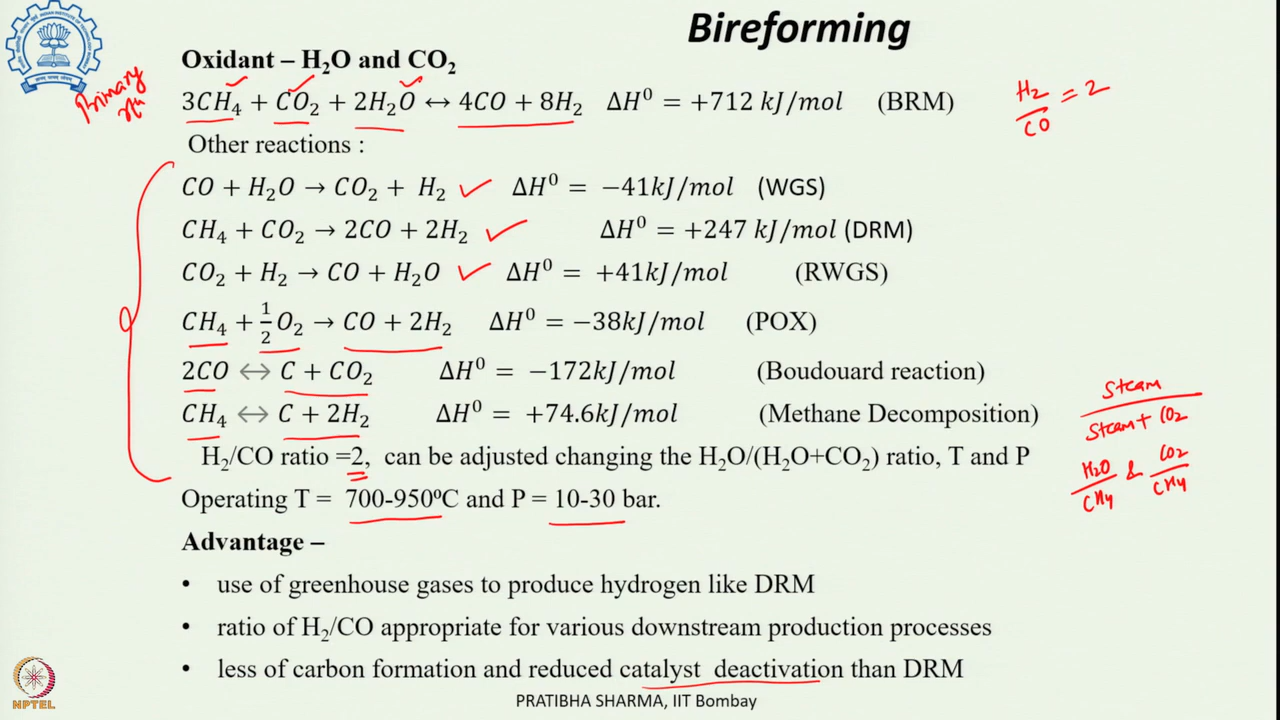 Bireforming
Oxidant – H₂O and CO₂
Primary rxn
3CH₄ + CO₂ + 2H₂O ↔ 4CO + 8H₂ ΔH⁰ = +712 kJ/mol (BRM)
H₂/CO = 2
Other reactions :
CO + H₂O → CO₂ + H₂ ΔH⁰ = −41kJ/mol (WGS)
CH₄ + CO₂ → 2CO + 2H₂ ΔH⁰ = +247 kJ/mol (DRM)
CO₂ + H₂ → CO + H₂O ΔH⁰ = +41kJ/mol (RWGS)
CH₄ + ½O₂ → CO + 2H₂ ΔH⁰ = −38kJ/mol (POX)
2CO ↔ C + CO₂ ΔH⁰ = −172kJ/mol (Boudouard reaction)
CH₄ ↔ C + 2H₂ ΔH⁰ = +74.6kJ/mol (Methane Decomposition)
Steam / Steam + CO₂
H₂/CO ratio =2, can be adjusted changing the H₂O/(H₂O+CO₂) ratio, T and P
H₂O/CH₄ & CO₂/CH₄
Operating T = 700-950⁰C and P = 10-30 bar.
Advantage –
• use of greenhouse gases to produce hydrogen like DRM
• ratio of H₂/CO appropriate for various downstream production processes
• less of carbon formation and reduced catalyst deactivation than DRM
NPTEL
PRATIBHA SHARMA, IIT Bombay